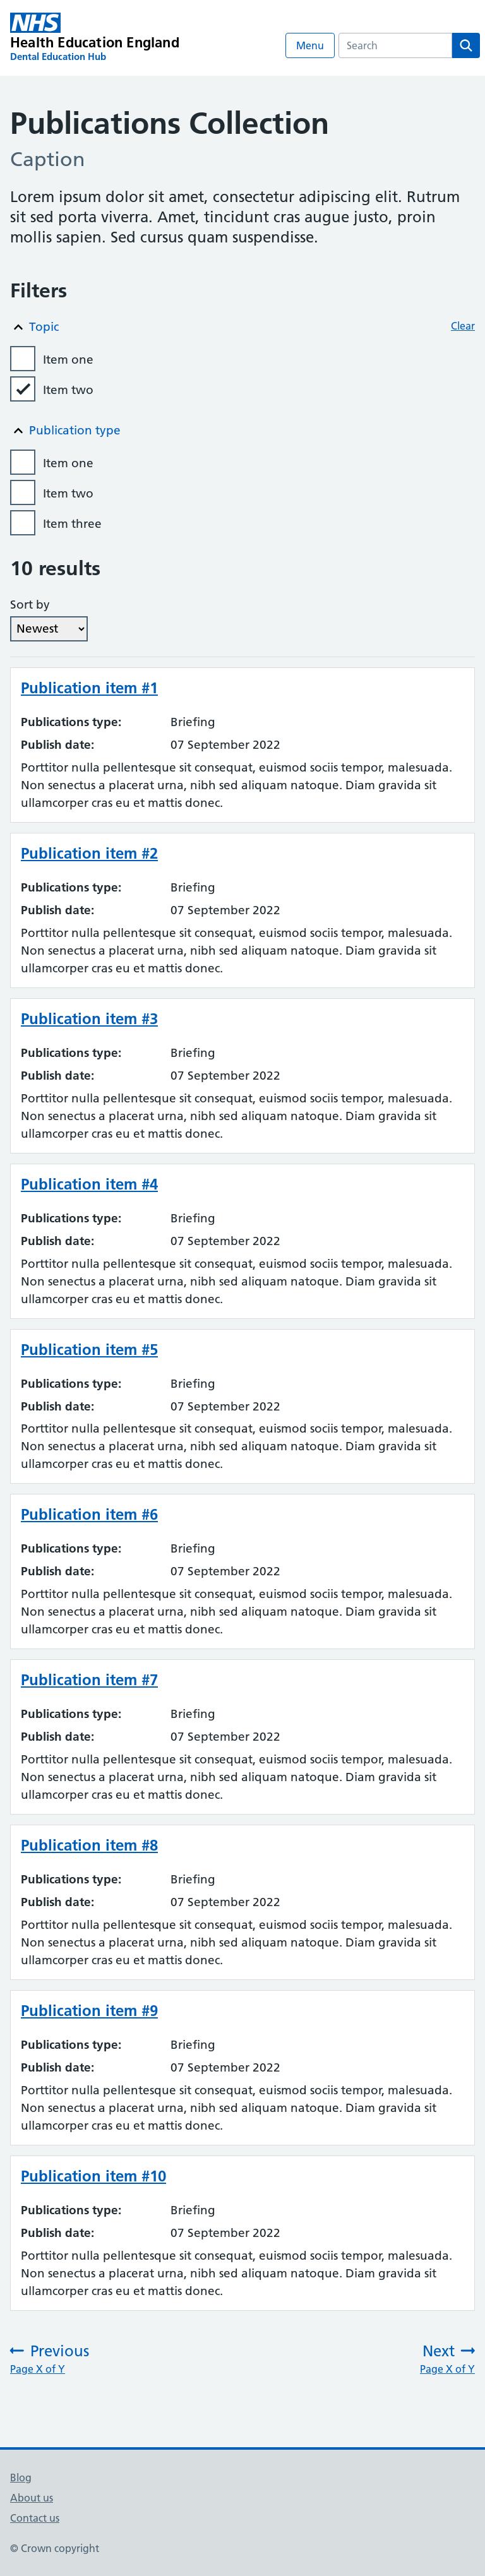 NHS
Health Education England
Dental Education Hub
Menu
Search
Publications Collection
Caption
Lorem ipsum dolor sit amet, consectetur adipiscing elit. Rutrum
sit sed porta viverra. Amet, tincidunt cras augue justo, proin
mollis sapien. Sed cursus quam suspendisse.
Filters
Topic
Clear
Item one
Item two
Publication type
Item one
Item two
Item three
10 results
Sort by
Newest
Publication item #1
Publications type: Briefing
Publish date: 07 September 2022
Porttitor nulla pellentesque sit consequat, euismod sociis tempor, malesuada.
Non senectus a placerat urna, nibh sed aliquam natoque. Diam gravida sit
ullamcorper cras eu et mattis donec.
Publication item #2
Publications type: Briefing
Publish date: 07 September 2022
Porttitor nulla pellentesque sit consequat, euismod sociis tempor, malesuada.
Non senectus a placerat urna, nibh sed aliquam natoque. Diam gravida sit
ullamcorper cras eu et mattis donec.
Publication item #3
Publications type: Briefing
Publish date: 07 September 2022
Porttitor nulla pellentesque sit consequat, euismod sociis tempor, malesuada.
Non senectus a placerat urna, nibh sed aliquam natoque. Diam gravida sit
ullamcorper cras eu et mattis donec.
Publication item #4
Publications type: Briefing
Publish date: 07 September 2022
Porttitor nulla pellentesque sit consequat, euismod sociis tempor, malesuada.
Non senectus a placerat urna, nibh sed aliquam natoque. Diam gravida sit
ullamcorper cras eu et mattis donec.
Publication item #5
Publications type: Briefing
Publish date: 07 September 2022
Porttitor nulla pellentesque sit consequat, euismod sociis tempor, malesuada.
Non senectus a placerat urna, nibh sed aliquam natoque. Diam gravida sit
ullamcorper cras eu et mattis donec.
Publication item #6
Publications type: Briefing
Publish date: 07 September 2022
Porttitor nulla pellentesque sit consequat, euismod sociis tempor, malesuada.
Non senectus a placerat urna, nibh sed aliquam natoque. Diam gravida sit
ullamcorper cras eu et mattis donec.
Publication item #7
Publications type: Briefing
Publish date: 07 September 2022
Porttitor nulla pellentesque sit consequat, euismod sociis tempor, malesuada.
Non senectus a placerat urna, nibh sed aliquam natoque. Diam gravida sit
ullamcorper cras eu et mattis donec.
Publication item #8
Publications type: Briefing
Publish date: 07 September 2022
Porttitor nulla pellentesque sit consequat, euismod sociis tempor, malesuada.
Non senectus a placerat urna, nibh sed aliquam natoque. Diam gravida sit
ullamcorper cras eu et mattis donec.
Publication item #9
Publications type: Briefing
Publish date: 07 September 2022
Porttitor nulla pellentesque sit consequat, euismod sociis tempor, malesuada.
Non senectus a placerat urna, nibh sed aliquam natoque. Diam gravida sit
ullamcorper cras eu et mattis donec.
Publication item #10
Publications type: Briefing
Publish date: 07 September 2022
Porttitor nulla pellentesque sit consequat, euismod sociis tempor, malesuada.
Non senectus a placerat urna, nibh sed aliquam natoque. Diam gravida sit
ullamcorper cras eu et mattis donec.
Previous
Page X of Y
Next
Page X of Y
Blog
About us
Contact us
© Crown copyright